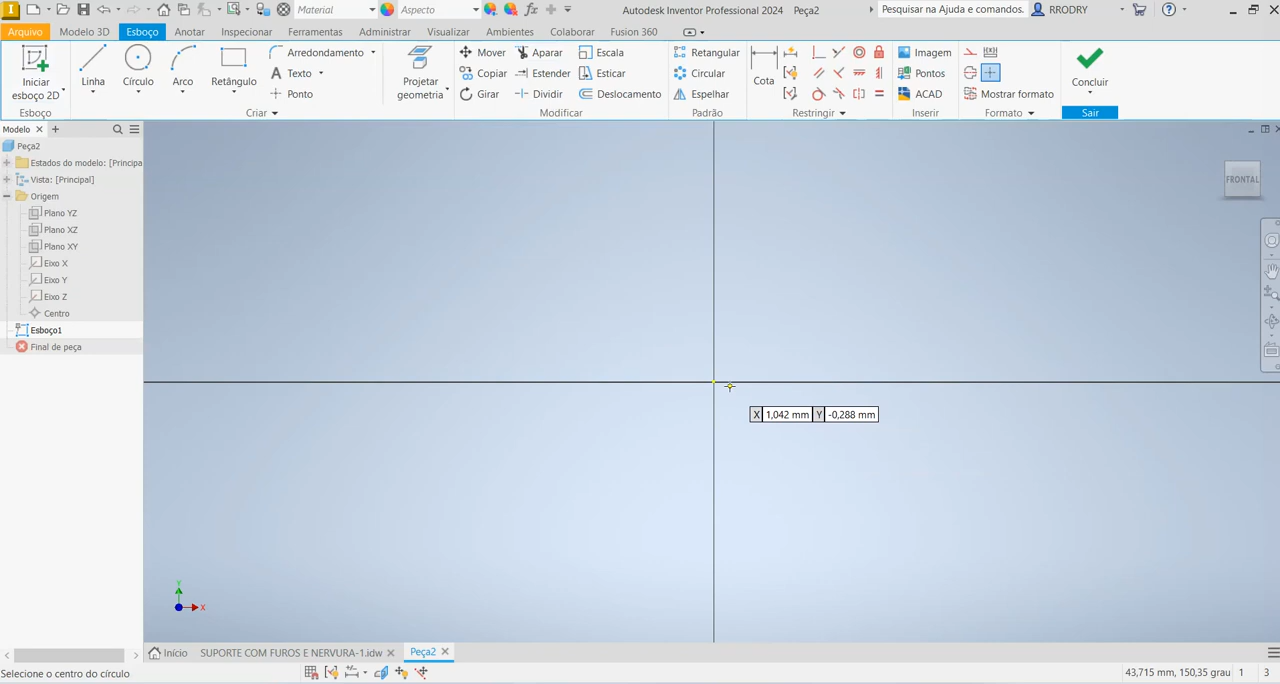 Material Aspecto Autodesk Inventor Professional 2024 Peça2 Pesquisar na Ajuda e comandos. RRODRY
Arquivo Modelo 3D Esboço Anotar Inspecionar Ferramentas Administrar Visualizar Ambientes Colaborar Fusion 360
Iniciar
esboço 2D
Linha
Círculo
Arco
Retângulo
Arredondamento
Texto
Ponto
Projetar
geometria
Mover
Copiar
Girar
Aparar
Estender
Dividir
Escala
Esticar
Deslocamento
Retangular
Circular
Espelhar
Cota
Imagem
Pontos
ACAD
Mostrar formato
Concluir
Esboço Criar Modificar Padrão Restringir Inserir Formato Sair
Modelo
Peça2
Estados do modelo: [Principa
Vista: [Principal]
Origem
Plano YZ
Plano XZ
Plano XY
Eixo X
Eixo Y
Eixo Z
Centro
Esboço1
Final de peça
FRONTAL
X 1,042 mm Y -0,288 mm
Y
X
Início SUPORTE COM FUROS E NERVURA-1.idw Peça2
Selecione o centro do círculo 43,715 mm, 150,35 grau 1 3